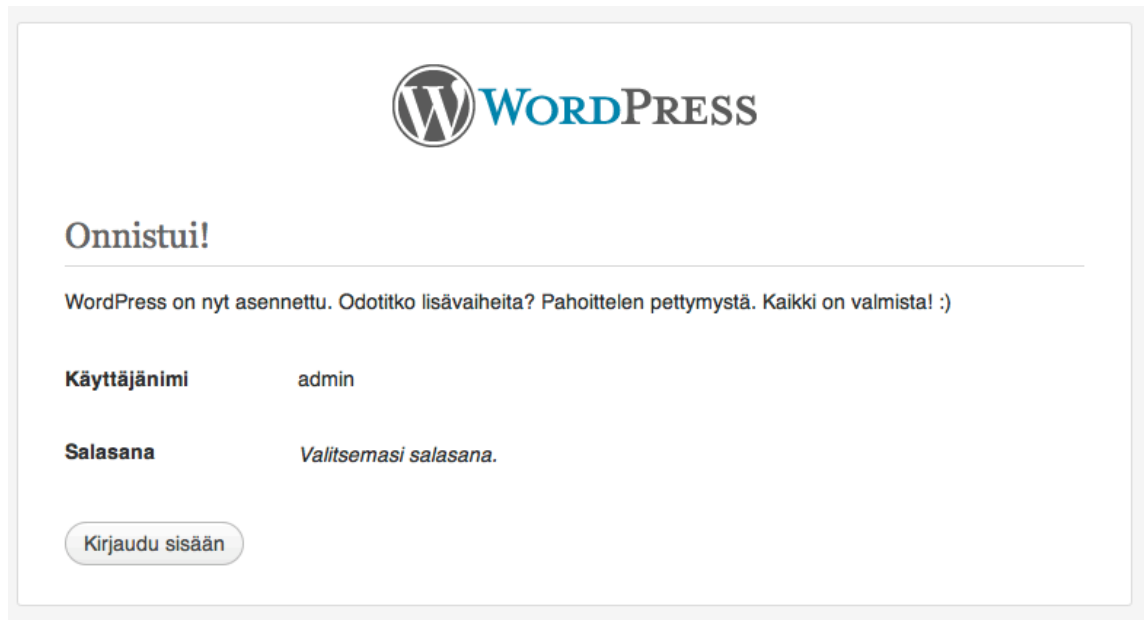 WORDPRESS
Onnistui!
WordPress on nyt asennettu. Odotitko lisävaiheita? Pahoittelen pettymystä. Kaikki on valmista! :)
Käyttäjänimi admin
Salasana Valitsemasi salasana.
Kirjaudu sisään